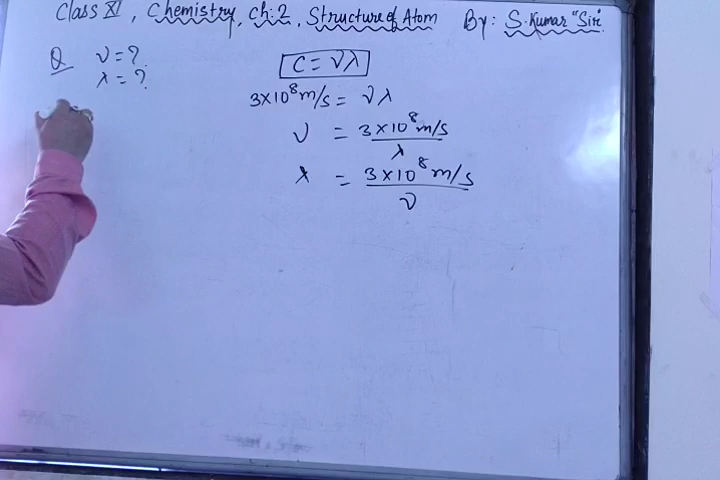 Class XI, Chemistry, Ch:2, Structure of Atom By: S. Kumar "Sir"
Q ν = ?
λ = ?
C = νλ
3×10⁸ m/s = νλ
ν = 3×10⁸ m/s / λ
λ = 3×10⁸ m/s / ν